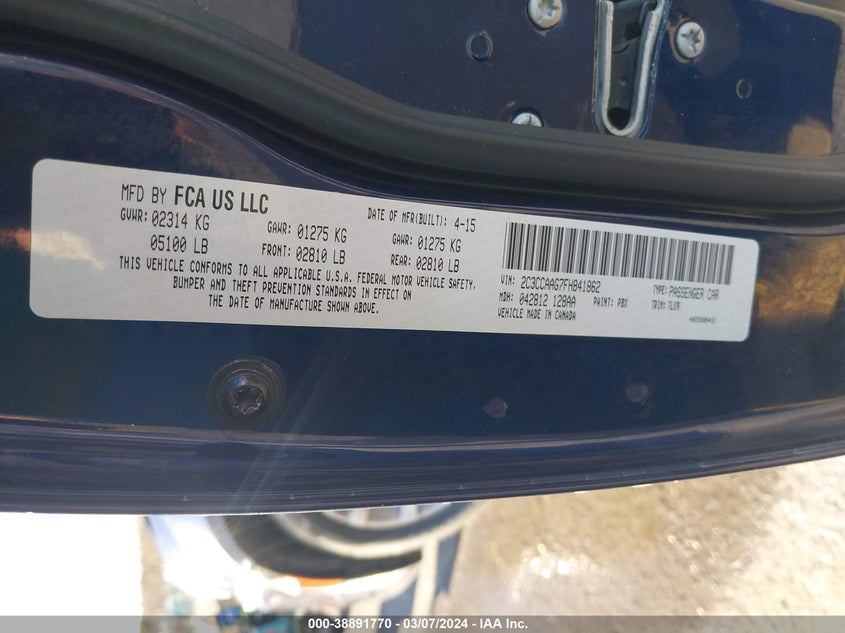 MFD BY FCA US LLC
DATE OF MFR(BUILT): 4-15
GVWR: 02314 KG
GAWR: 01275 KG
GAWR: 01275 KG
05100 LB
FRONT: 02810 LB
REAR: 02810 LB
THIS VEHICLE CONFORMS TO ALL APPLICABLE U.S.A. FEDERAL MOTOR VEHICLE SAFETY,
BUMPER AND THEFT PREVENTION STANDARDS IN EFFECT ON
THE DATE OF MANUFACTURE SHOWN ABOVE.
VIN: 2C3CCAAG7FH841862
TYPE: PASSENGER CAR
MDH: 042812 128AA
PAINT: PBX
TRIM: TLX9
VEHICLE MADE IN CANADA
4658843
000-38891770 — 03/07/2024 — IAA Inc.